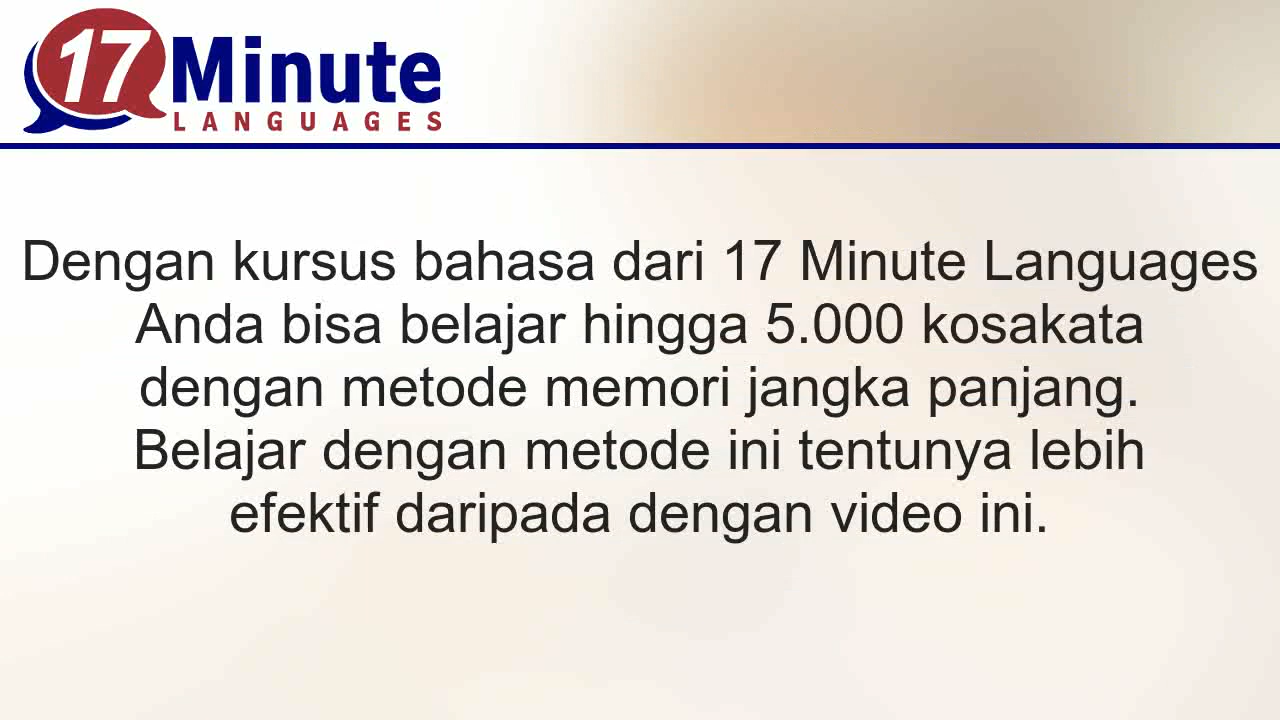 17 Minute
LANGUAGES
Dengan kursus bahasa dari 17 Minute Languages
Anda bisa belajar hingga 5.000 kosakata
dengan metode memori jangka panjang.
Belajar dengan metode ini tentunya lebih
efektif daripada dengan video ini.